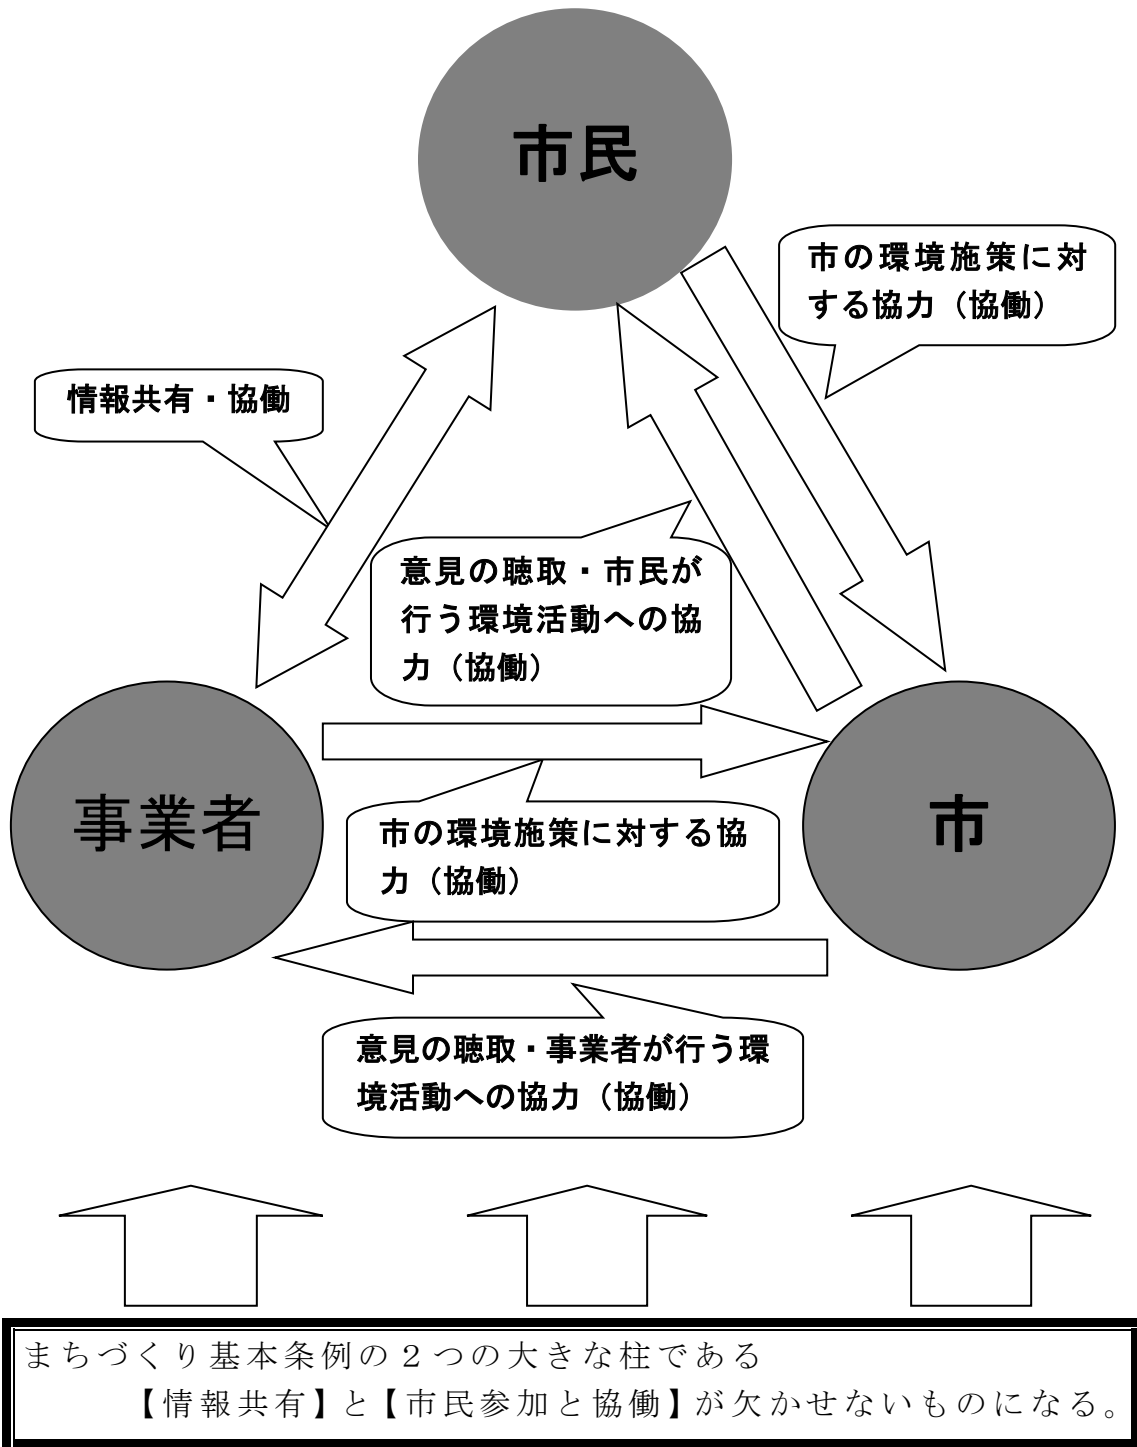 市民
市の環境施策に対
する協力（協働）
情報共有・協働
意見の聴取・市民が
行う環境活動への協
力（協働）
事業者
市の環境施策に対する協
力（協働）
市
意見の聴取・事業者が行う環
境活動への協力（協働）
まちづくり基本条例の２つの大きな柱である
【情報共有】と【市民参加と協働】が欠かせないものになる。